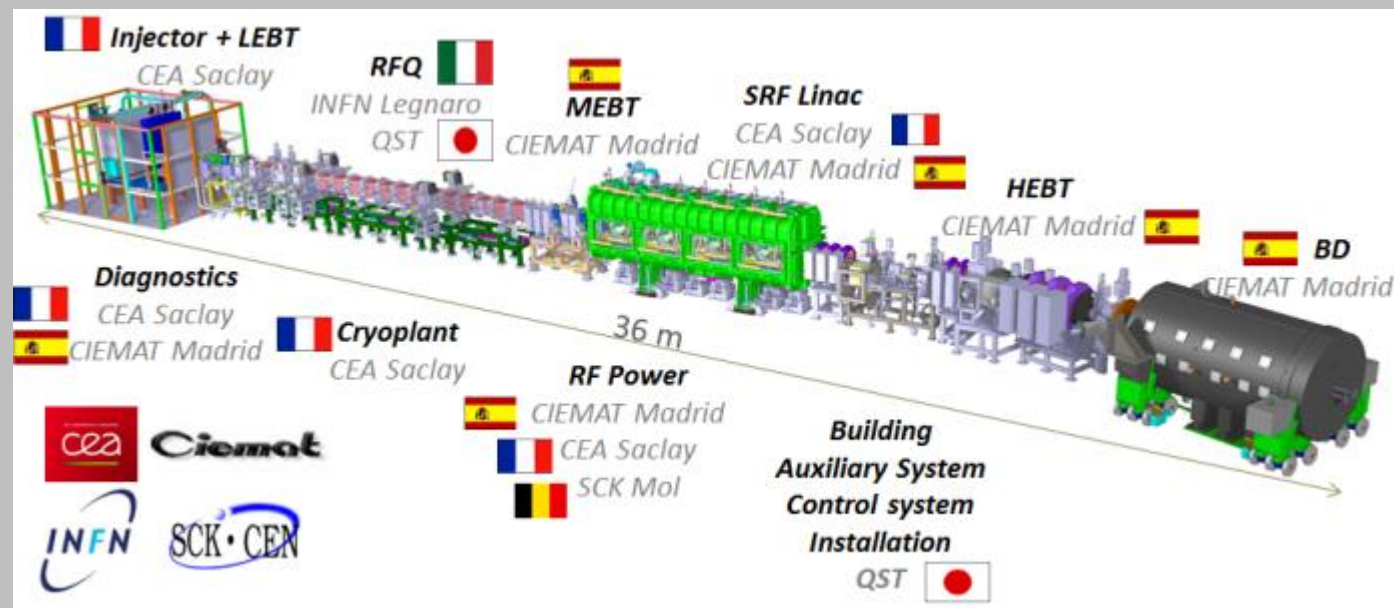 Injector + LEBT
CEA Saclay
RFQ
INFN Legnaro
QST
MEBT
CIEMAT Madrid
SRF Linac
CEA Saclay
CIEMAT Madrid
HEBT
CIEMAT Madrid
BD
CIEMAT Madrid
Diagnostics
CEA Saclay
CIEMAT Madrid
Cryoplant
CEA Saclay
36 m
RF Power
CIEMAT Madrid
CEA Saclay
SCK Mol
Building
Auxiliary System
Control system
Installation
QST
cea
Ciemat
INFN
SCK•CEN